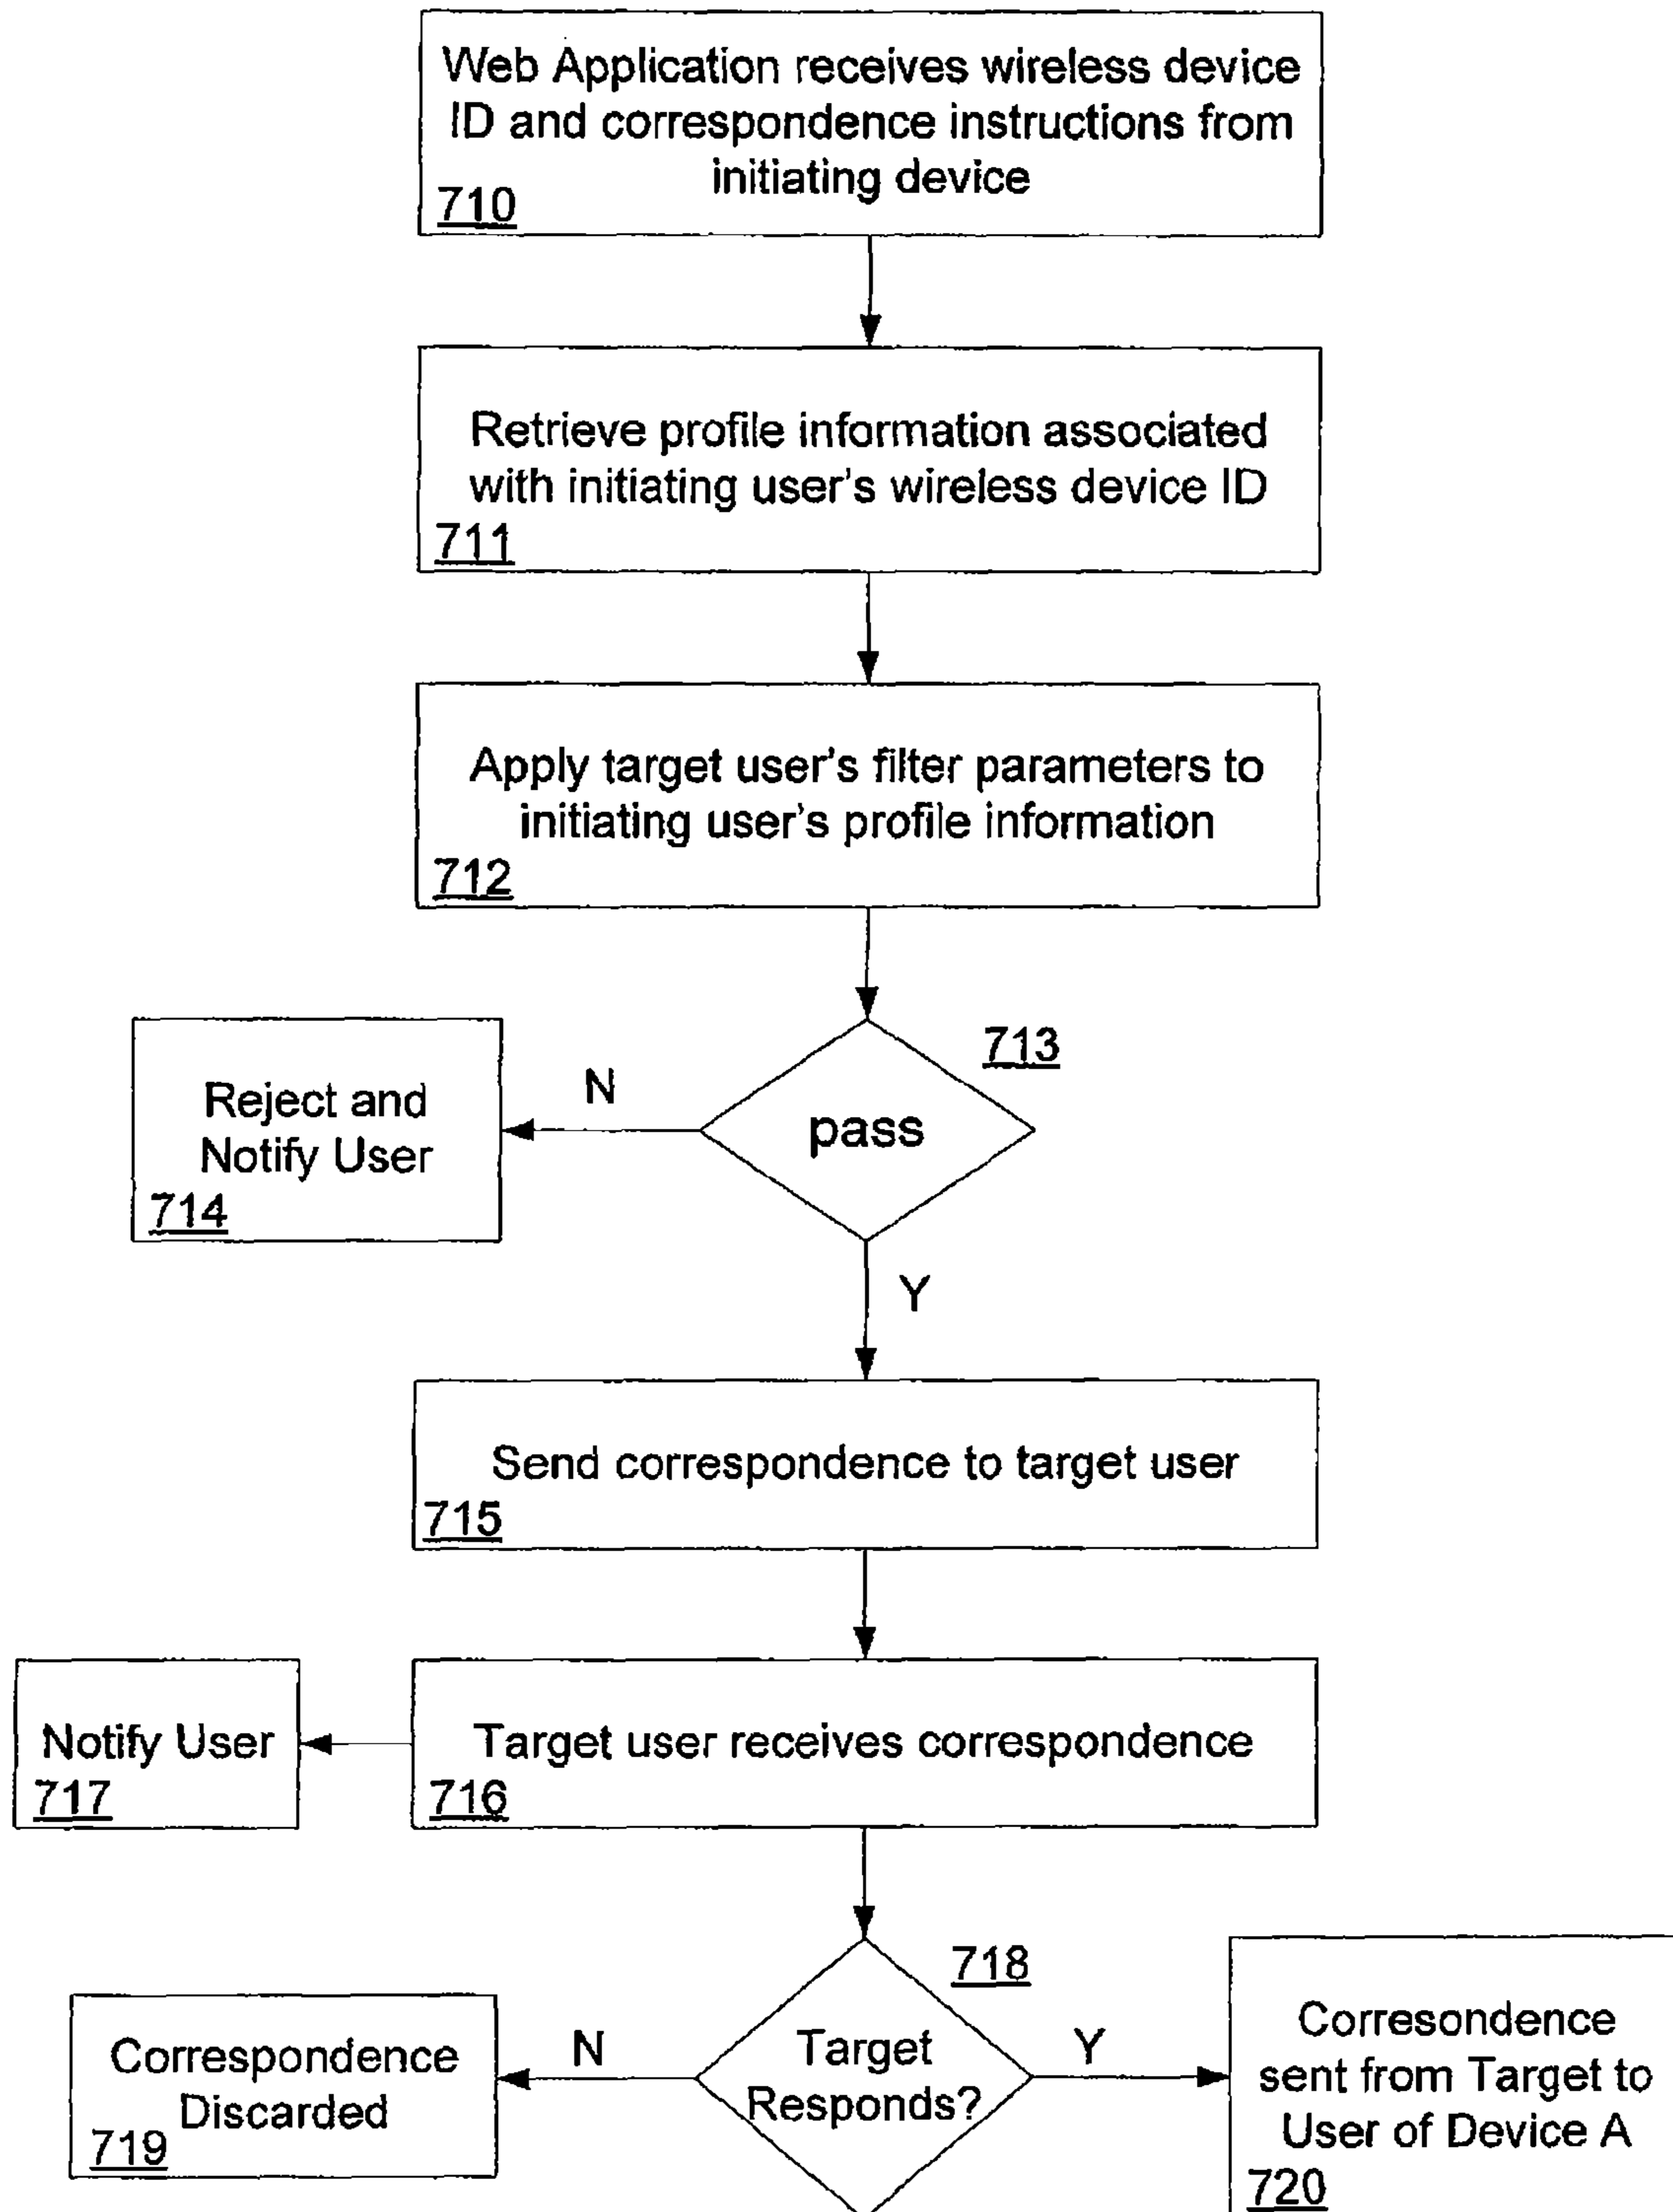 Web Application receives wireless device
ID and correspondence instructions from
initiating device
710
Retrieve profile information associated
with initiating user's wireless device ID
711
Apply target user's filter parameters to
initiating user's profile information
712
713
pass
N
Reject and
Notify User
714
Y
Send correspondence to target user
715
Target user receives correspondence
716
Notify User
717
718
Target
Responds?
N
Correspondence
Discarded
719
Y
Corresondence
sent from Target to
User of Device A
720